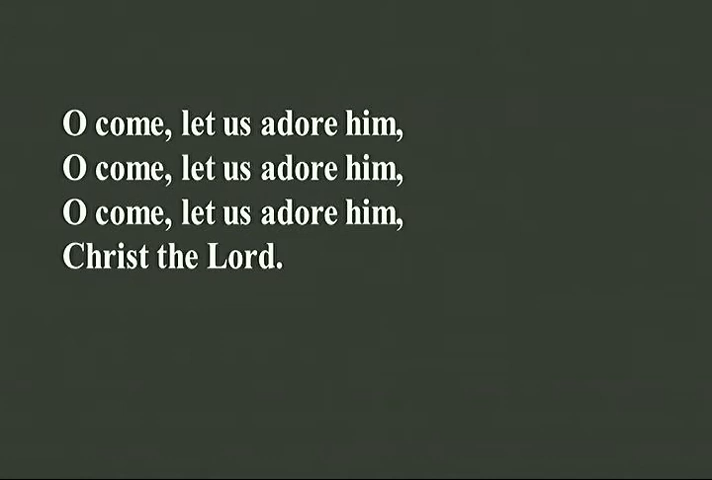 O come, let us adore him,
O come, let us adore him,
O come, let us adore him,
Christ the Lord.